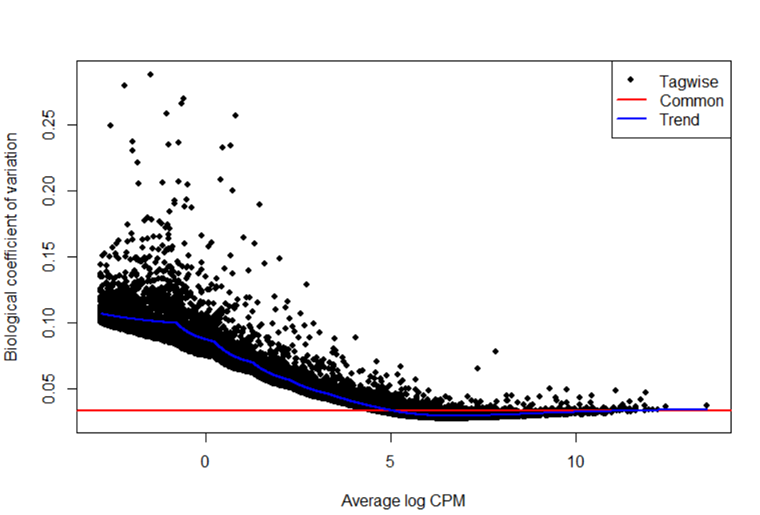 Tagwise
Common
Trend
Biological coefficient of variation
0.25
0.20
0.15
0.10
0.05
0
5
10
Average log CPM